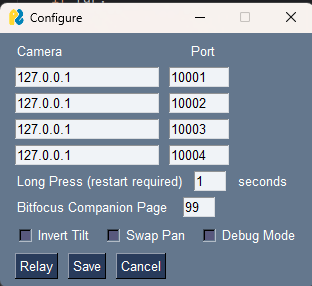 Configure
Camera Port
127.0.0.1 10001
127.0.0.1 10002
127.0.0.1 10003
127.0.0.1 10004
Long Press (restart required) 1 seconds
Bitfocus Companion Page 99
Invert Tilt Swap Pan Debug Mode
Relay Save Cancel